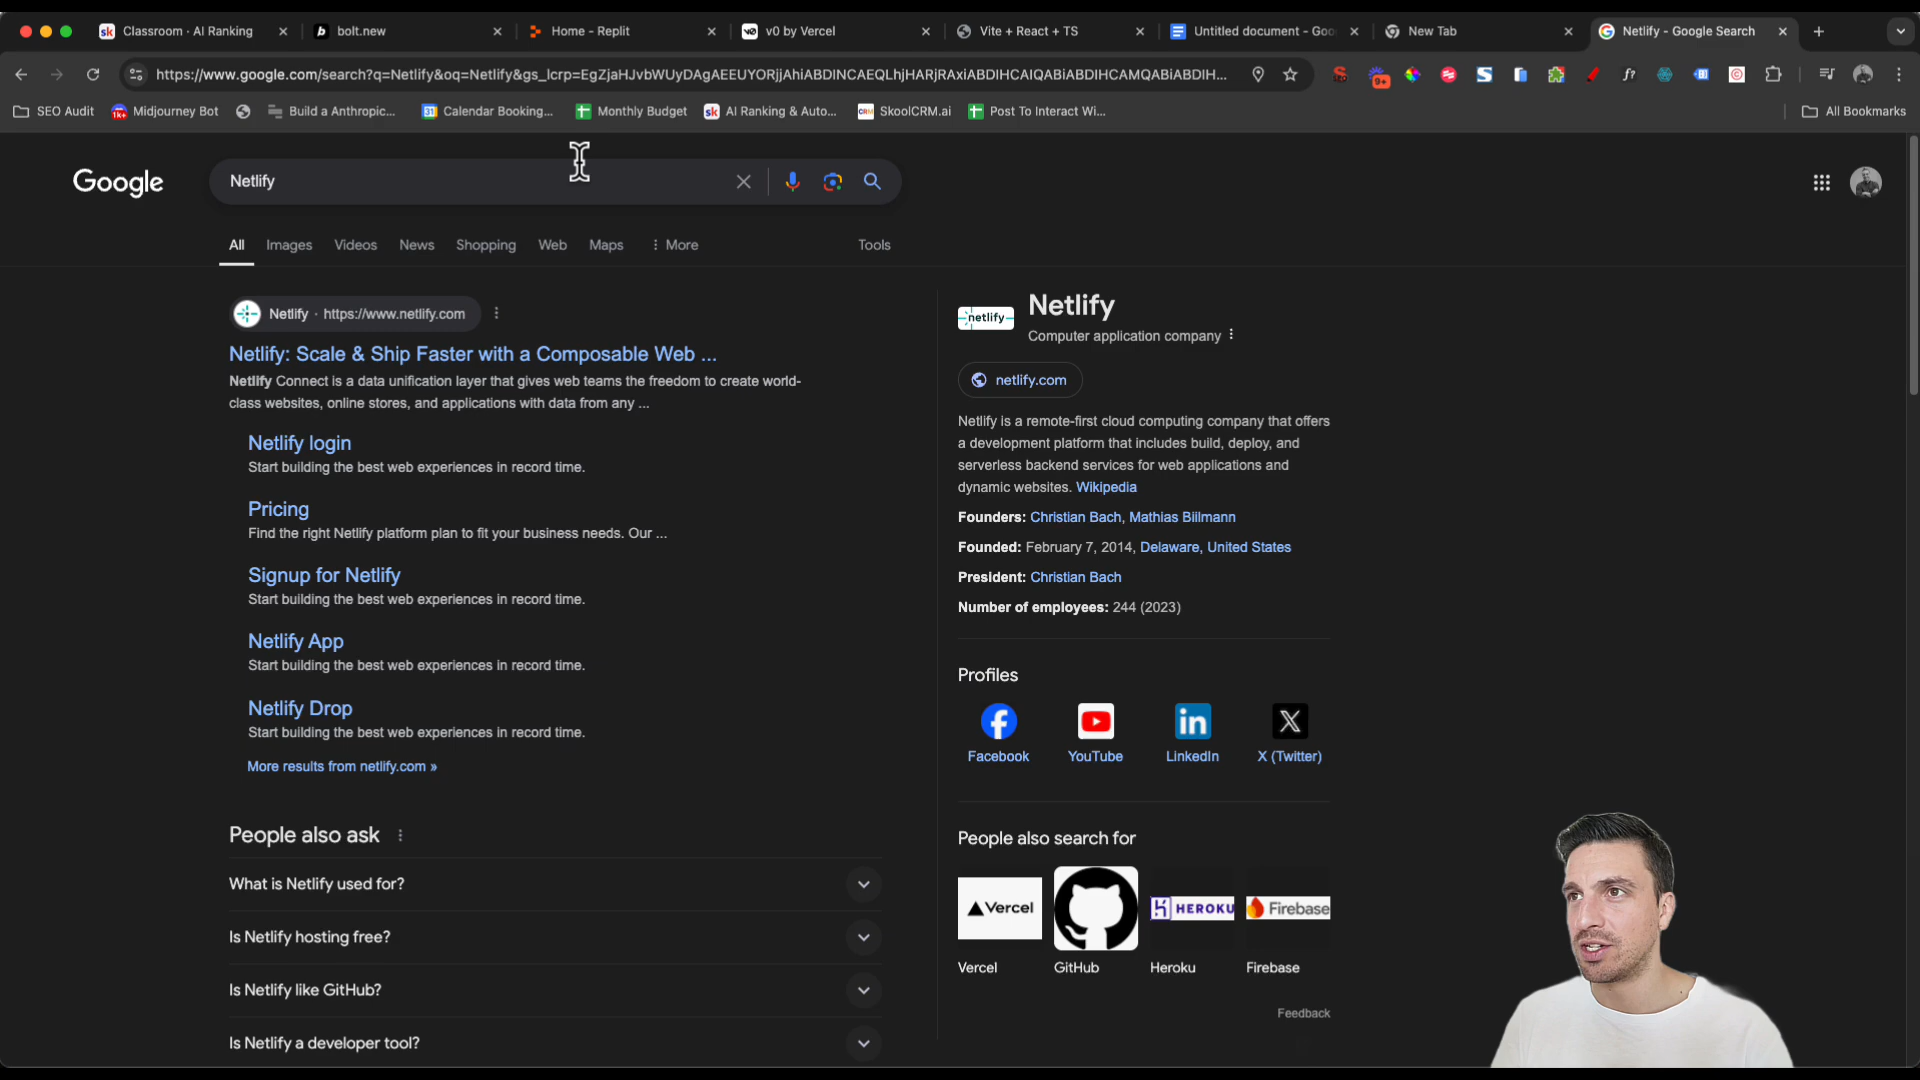 Classroom · AI Ranking
bolt.new
Home - Replit
v0 by Vercel
Vite + React + TS
Untitled document - Goo
New Tab
Netlify - Google Search
https://www.google.com/search?q=Netlify&oq=Netlify&gs_lcrp=EgZjaHJvbWUyDAgAEEUYORjjAhiABDINCAEQLhjHARjRAxiABDIHCAIQABiABDIHCAMQABiABDIH...
SEO Audit
Midjourney Bot
Build a Anthropic...
Calendar Booking...
Monthly Budget
AI Ranking & Auto...
SkoolCRM.ai
Post To Interact Wi...
All Bookmarks
Google
Netlify
All
Images
Videos
News
Shopping
Web
Maps
More
Tools
Netlify · https://www.netlify.com
Netlify: Scale & Ship Faster with a Composable Web ...
Netlify Connect is a data unification layer that gives web teams the freedom to create world-
class websites, online stores, and applications with data from any ...
Netlify login
Start building the best web experiences in record time.
Pricing
Find the right Netlify platform plan to fit your business needs. Our ...
Signup for Netlify
Start building the best web experiences in record time.
Netlify App
Start building the best web experiences in record time.
Netlify Drop
Start building the best web experiences in record time.
More results from netlify.com »
People also ask
What is Netlify used for?
Is Netlify hosting free?
Is Netlify like GitHub?
Is Netlify a developer tool?
netlify
Netlify
Computer application company
netlify.com
Netlify is a remote-first cloud computing company that offers
a development platform that includes build, deploy, and
serverless backend services for web applications and
dynamic websites. Wikipedia
Founders: Christian Bach, Mathias Biilmann
Founded: February 7, 2014, Delaware, United States
President: Christian Bach
Number of employees: 244 (2023)
Profiles
Facebook
YouTube
LinkedIn
X (Twitter)
People also search for
Vercel
HEROKU
Firebase
Vercel
GitHub
Heroku
Firebase
Feedback